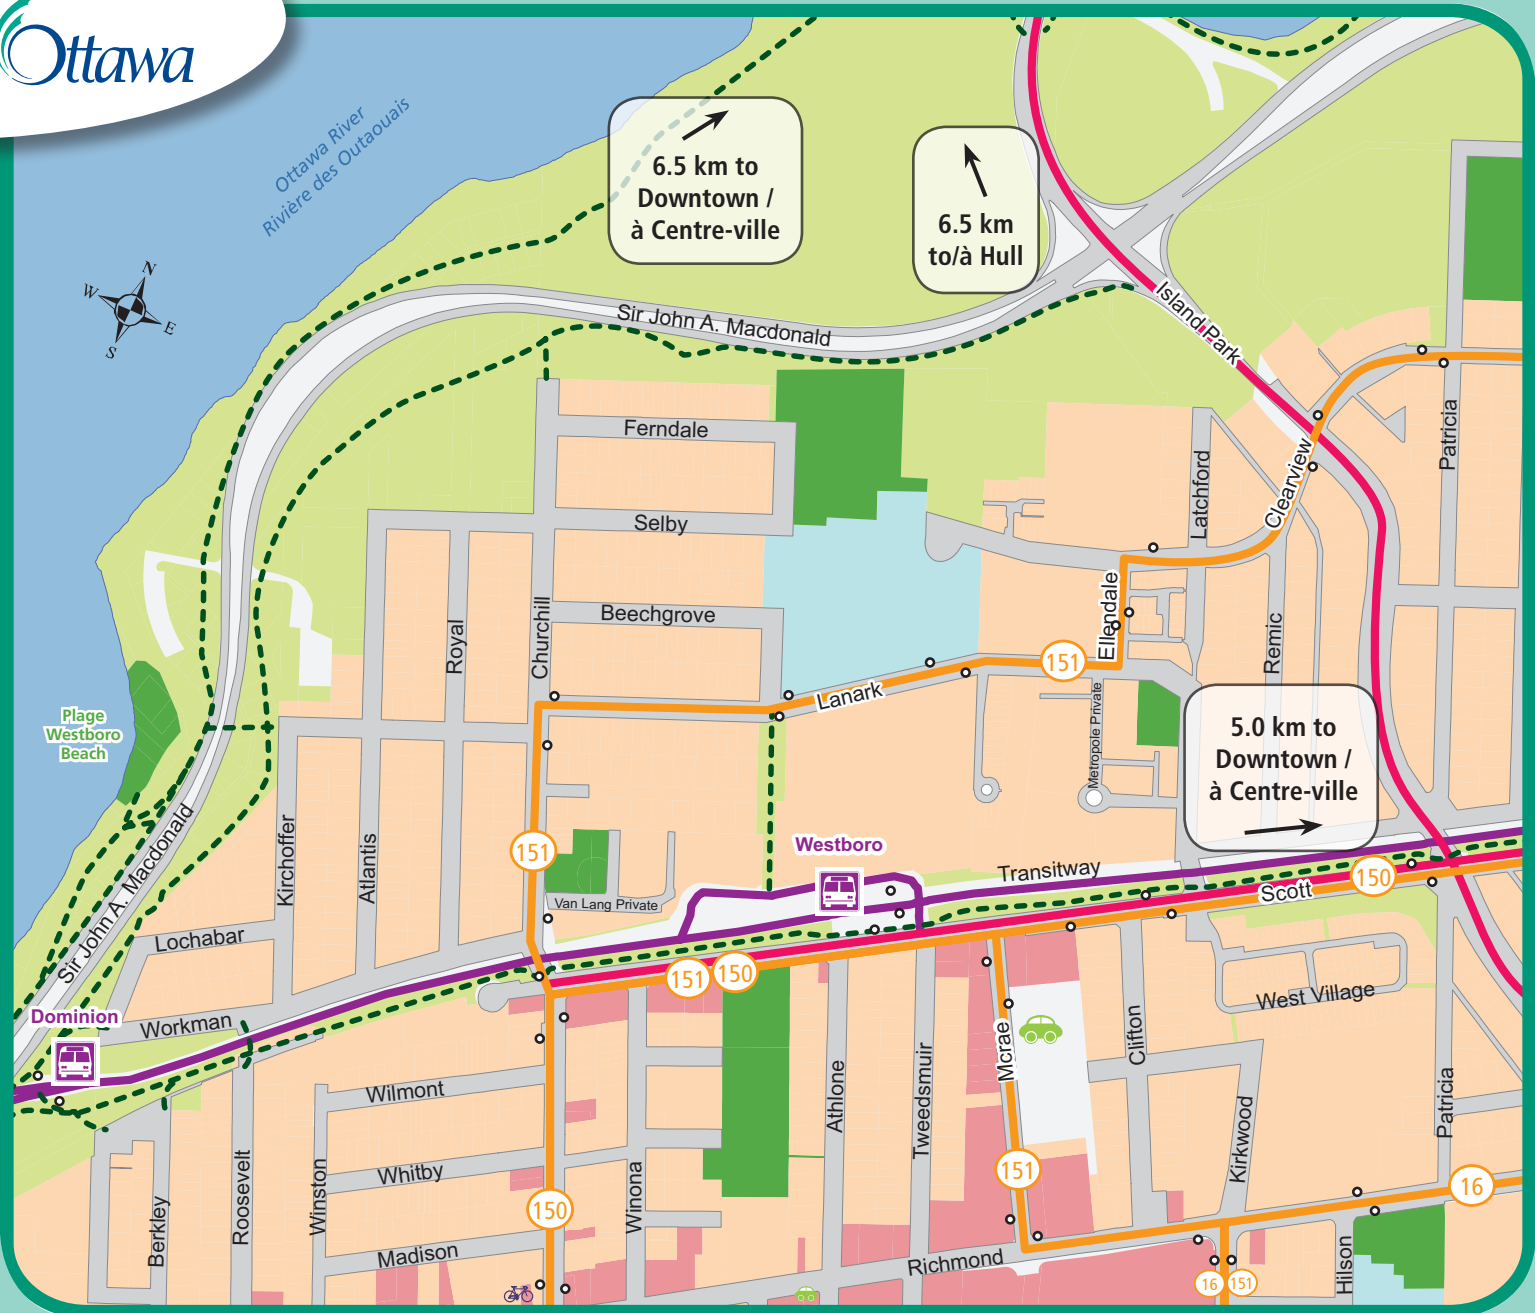 Ottawa
Ottawa River
Rivière des Outaouais
6.5 km to
Downtown /
à Centre-ville
6.5 km
to/à Hull
N
W
E
S
Sir John A. Macdonald
Island Park
Ferndale
Patricia
Clearview
Latchford
Selby
Ellendale
Beechgrove
Royal
Churchill
Remic
151
Lanark
Metropole Private
5.0 km to
Downtown /
à Centre-ville
Plage
Westboro
Beach
Sir John A. Macdonald
Kirchoffer
Atlantis
151
Westboro
Transitway
150
Scott
Van Lang Private
Lochabar
151
150
West Village
Dominion
Workman
Mcrae
Clifton
Wilmont
Athlone
Tweedsmuir
Patricia
Kirkwood
Whitby
151
16
Berkley
Roosevelt
Winston
150
Winona
Madison
Richmond
Hilson
16
151